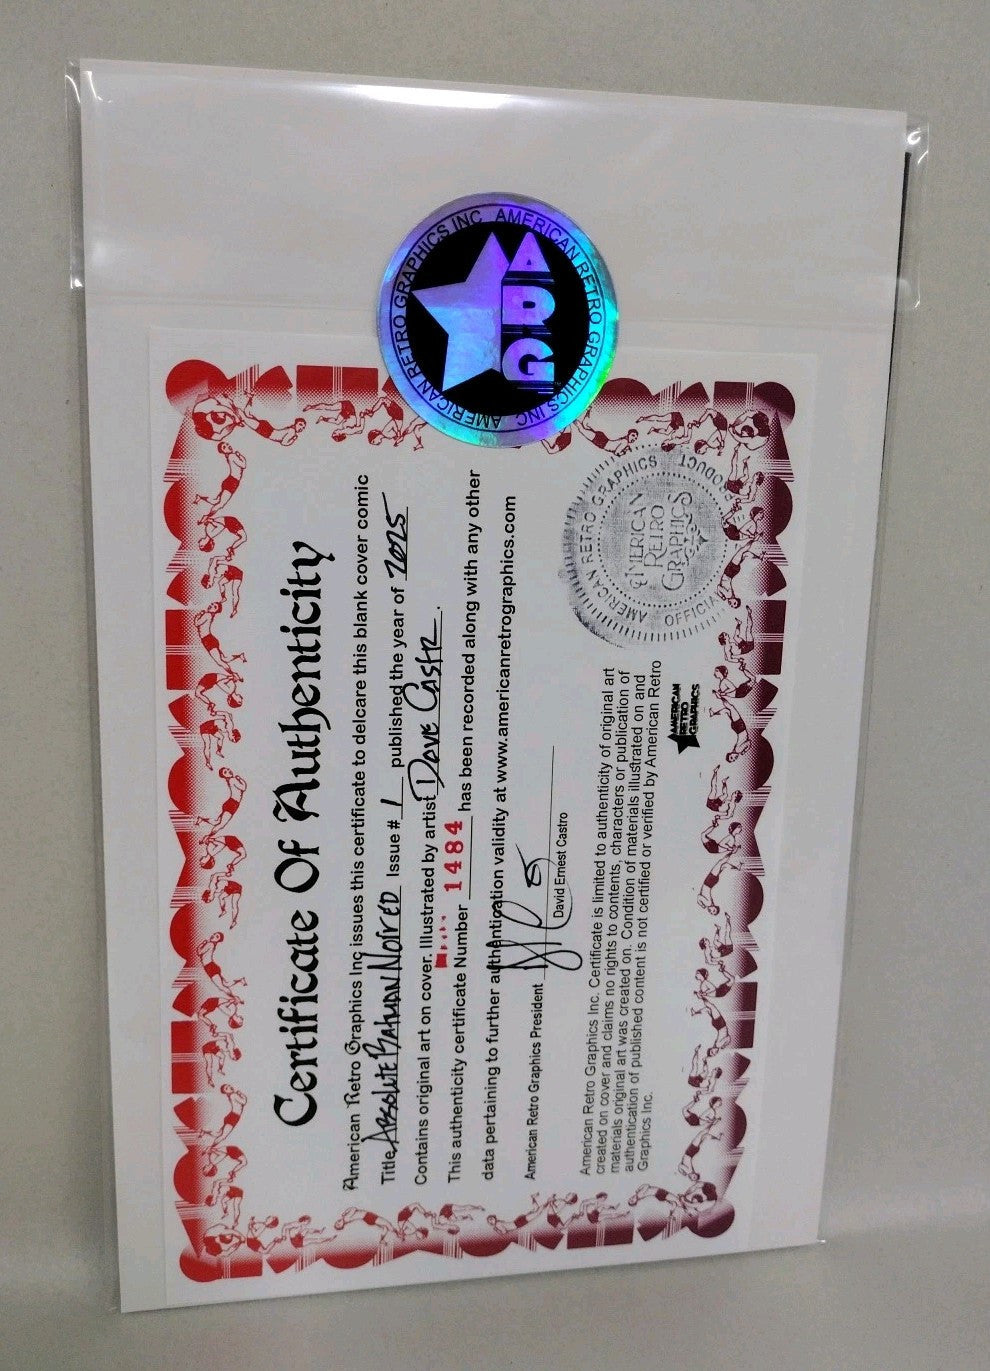 AMERICAN RETRO GRAPHICS INC. AMERICAN RETRO GRAPHICS INC.
ARG
Certificate Of Authenticity
American Retro Graphics Inc issues this certificate to delcare this blank cover comic
Title Absolute Batman Noir ED Issue # 1 published the year of 2025
Contains original art on cover. Illustrated by artist Dave Castr.
This authenticity certificate Number 1484 has been recorded along with any other
data pertaining to further authentication validity at www.americanretrographics.com
American Retro Graphics President
David Ernest Castro
American Retro Graphics Inc. Certificate is limited to authenticity of original art
created on cover and claims no rights to contents, characters or publication of
materials original art was created on. Condition of materials illustrated on and
authentication of published content is not certified or verified by American Retro
Graphics Inc.
AMERICAN
RETRO
GRAPHICS
AMERICAN RETRO GRAPHICS
OFFICIAL PRODUCT
AMERICAN
RETRO
GRAPHICS